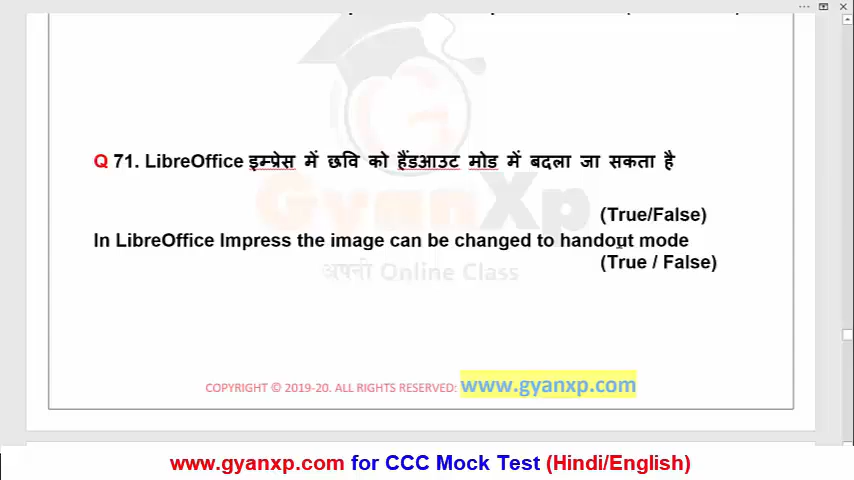 Q 71. LibreOffice इम्प्रेस में छवि को हैंडआउट मोड में बदला जा सकता है
(True/False)
In LibreOffice Impress the image can be changed to handout mode
(True / False)
GyanXp
अपनी Online Class
COPYRIGHT © 2019-20. ALL RIGHTS RESERVED: www.gyanxp.com
www.gyanxp.com for CCC Mock Test (Hindi/English)